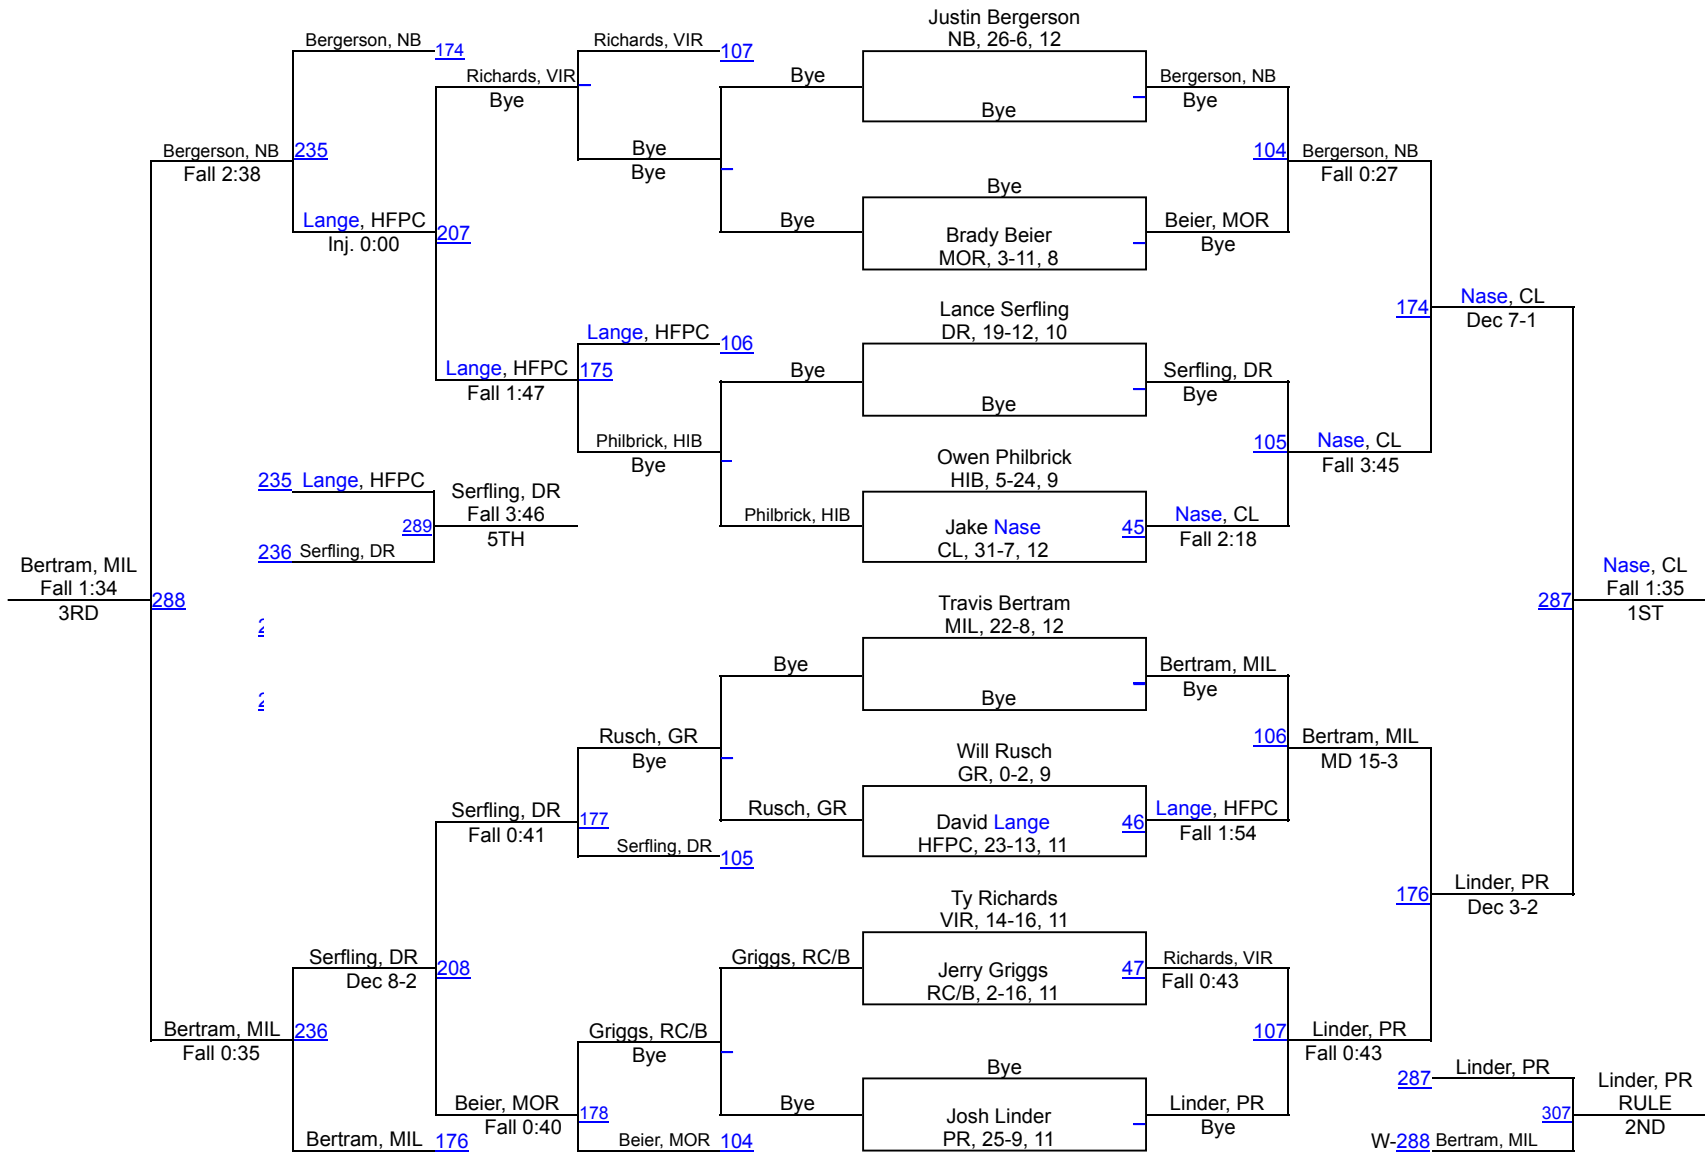 Justin Bergerson
NB, 26-6, 12
Bergerson, NB
174
Richards, VIR
107
Richards, VIR
Bye
Bye
Bye
Bergerson, NB
Bye
Bergerson, NB
Fall 2:38
235
Bye
Bye
104
Bergerson, NB
Fall 0:27
Lange, HFPC
Inj. 0:00
207
Bye
Bye
Brady Beier
MOR, 3-11, 8
Beier, MOR
Bye
Lance Serfling
DR, 19-12, 10
174
Nase, CL
Dec 7-1
Lange, HFPC
106
Lange, HFPC
Fall 1:47
175
Bye
Bye
Serfling, DR
Bye
Philbrick, HIB
Bye
105
Nase, CL
Fall 3:45
Owen Philbrick
HIB, 5-24, 9
235 Lange, HFPC
Serfling, DR
Fall 3:46
289
5TH
236 Serfling, DR
Philbrick, HIB
Jake Nase
CL, 31-7, 12
45
Nase, CL
Fall 2:18
Bertram, MIL
Fall 1:34
3RD
288
Travis Bertram
MIL, 22-8, 12
287
Nase, CL
Fall 1:35
1ST
Bye
Bye
Bertram, MIL
Bye
Rusch, GR
Bye
106
Bertram, MIL
MD 15-3
Will Rusch
GR, 0-2, 9
Serfling, DR
Fall 0:41
177
Rusch, GR
David Lange
HFPC, 23-13, 11
46
Lange, HFPC
Fall 1:54
Serfling, DR
105
Ty Richards
VIR, 14-16, 11
176
Linder, PR
Dec 3-2
Serfling, DR
Dec 8-2
208
Griggs, RC/B
Jerry Griggs
RC/B, 2-16, 11
47
Richards, VIR
Fall 0:43
Bertram, MIL
Fall 0:35
236
Griggs, RC/B
Bye
107
Linder, PR
Fall 0:43
Beier, MOR
Fall 0:40
178
Bye
Bye
Josh Linder
PR, 25-9, 11
Linder, PR
Bye
Bertram, MIL
176
Beier, MOR
104
287
Linder, PR
307
Linder, PR
RULE
2ND
W-288 Bertram, MIL